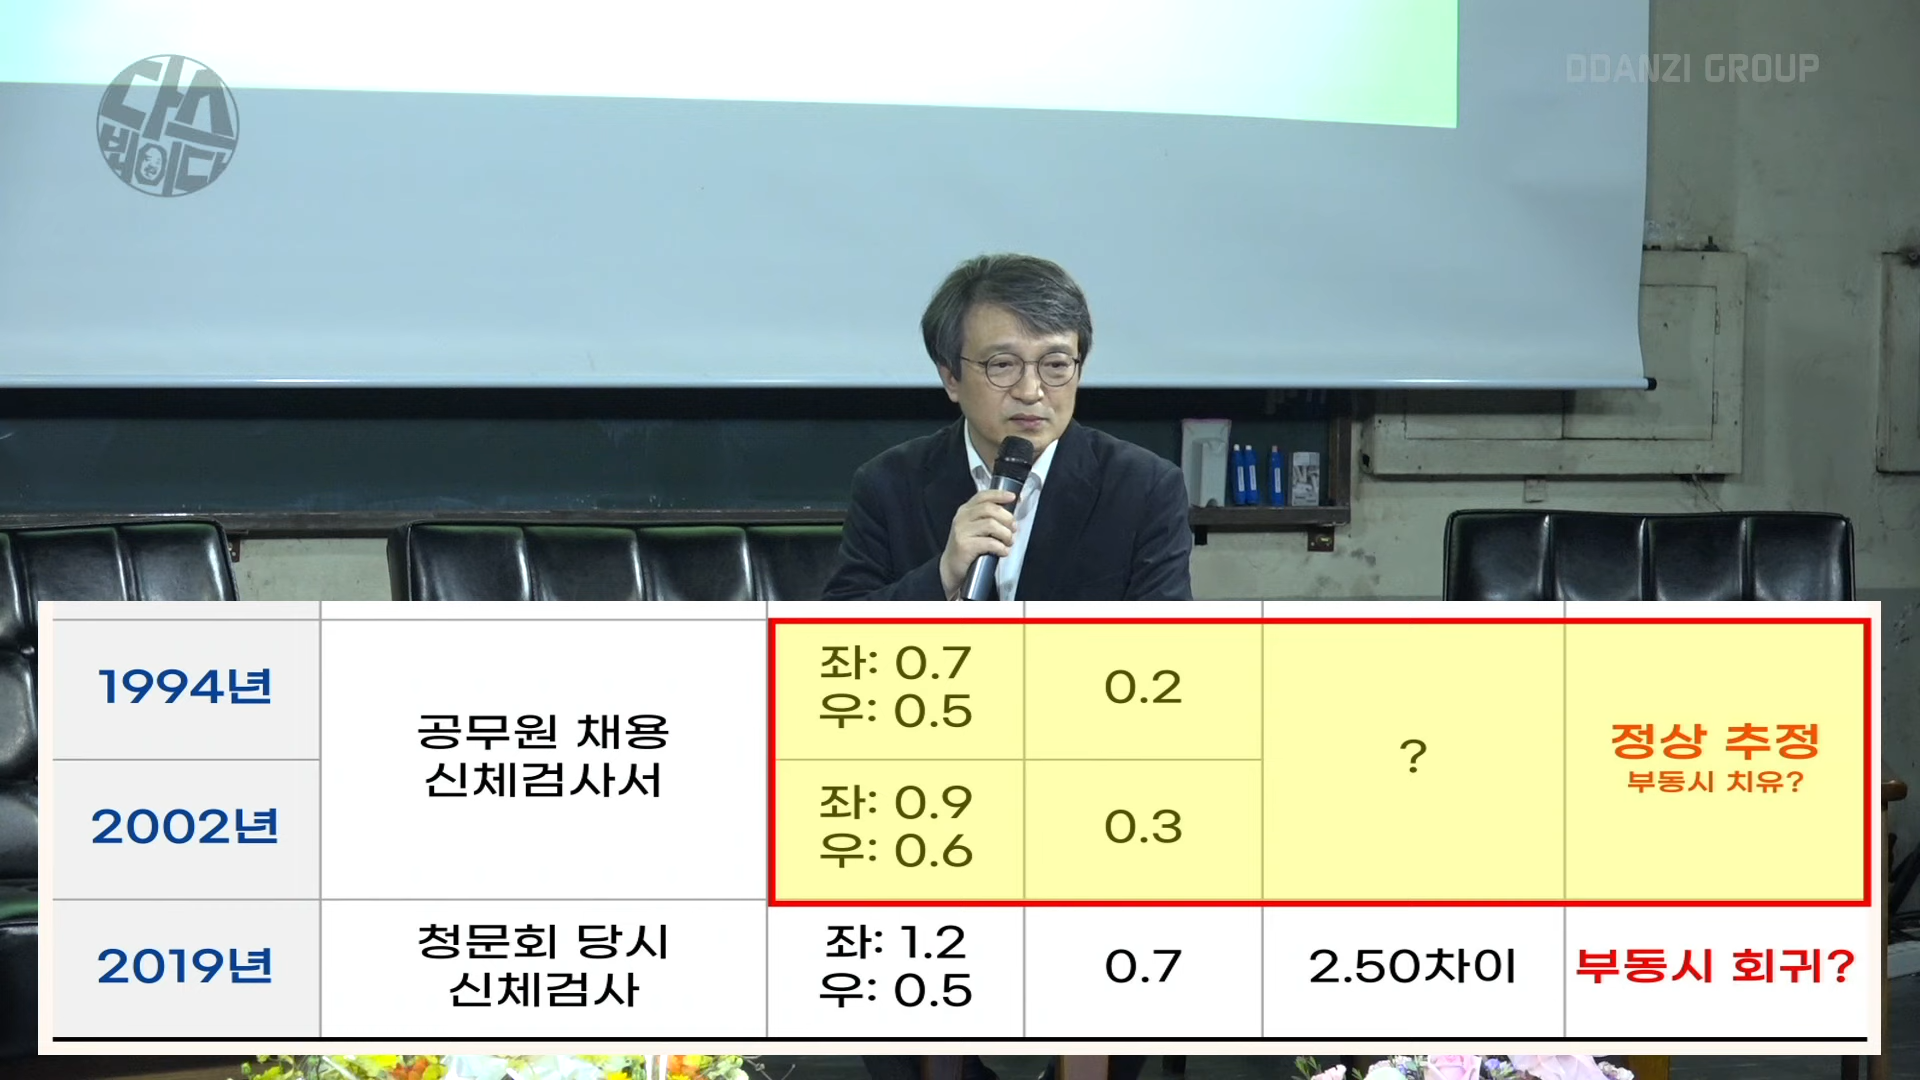 다스
뵈이다
DDANZI GROUP
1994년
공무원 채용
신체검사서
좌: 0.7
우: 0.5
0.2
?
정상 추정
부동시 치유?
2002년
좌: 0.9
우: 0.6
0.3
2019년
청문회 당시
신체검사
좌: 1.2
우: 0.5
0.7
2.50차이
부동시 회귀?